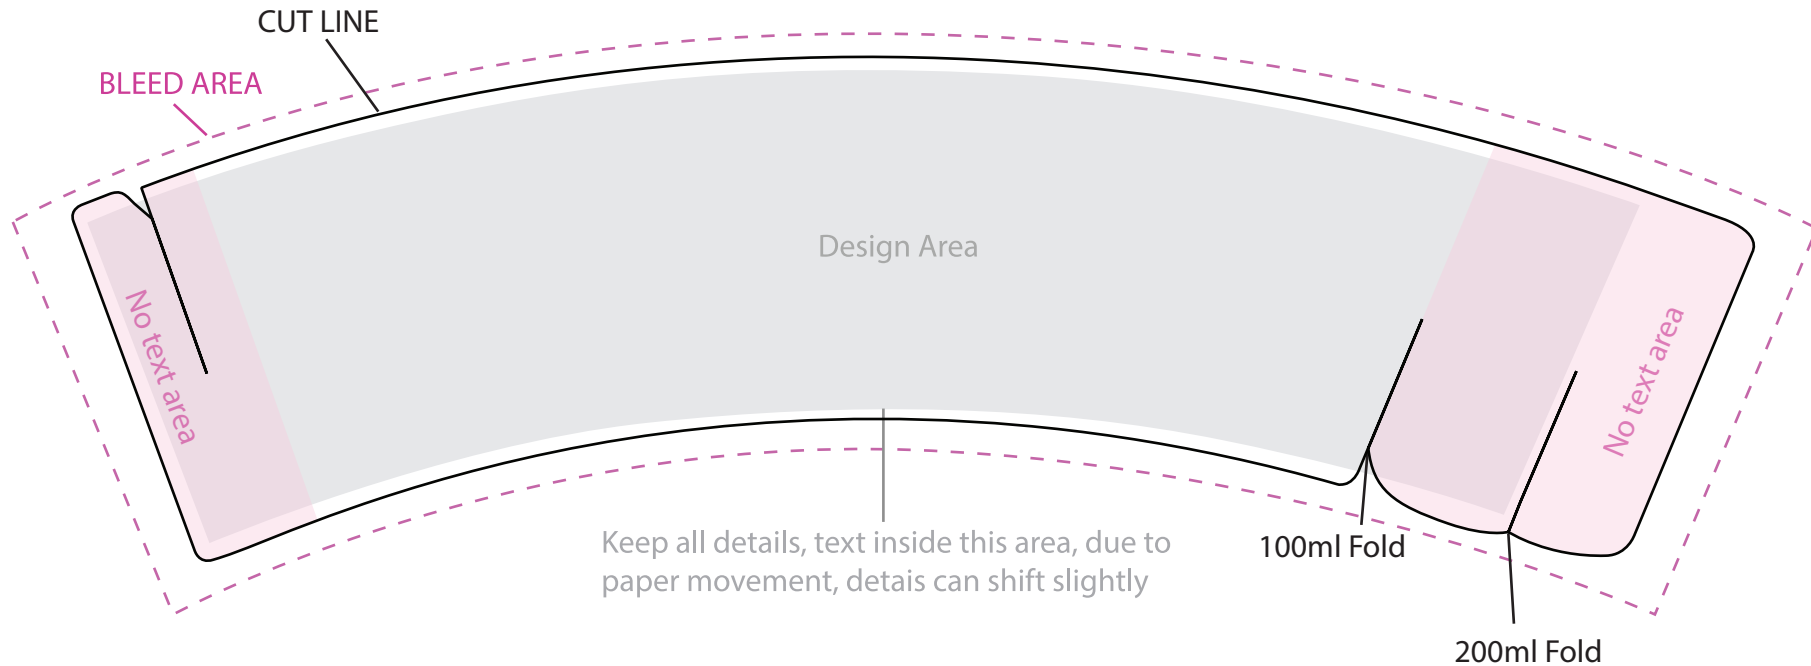 CUT LINE
BLEED AREA
Design Area
No text area
No text area
Keep all details, text inside this area, due to
paper movement, detais can shift slightly
100ml Fold
200ml Fold